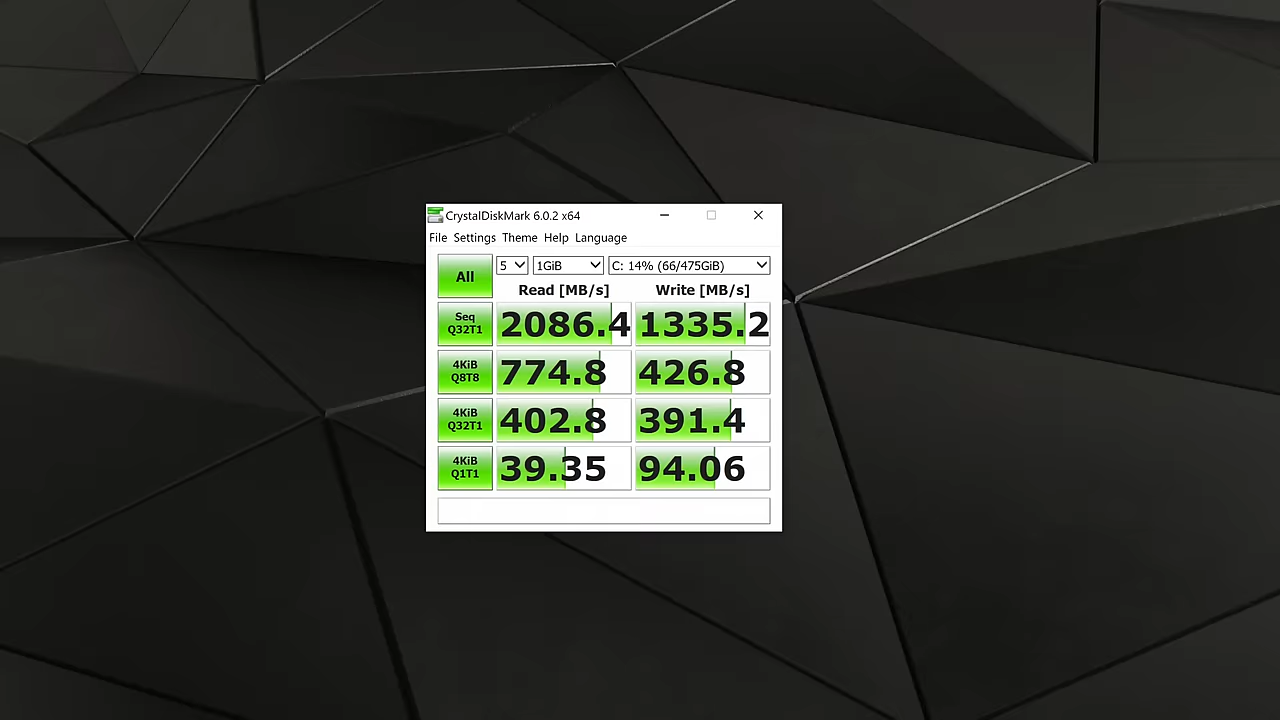 CrystalDiskMark 6.0.2 x64
File Settings Theme Help Language
All 5 1GiB C: 14% (66/475GiB)
Read [MB/s] Write [MB/s]
Seq
Q32T1 2086.4 1335.2
4KiB
Q8T8 774.8 426.8
4KiB
Q32T1 402.8 391.4
4KiB
Q1T1 39.35 94.06